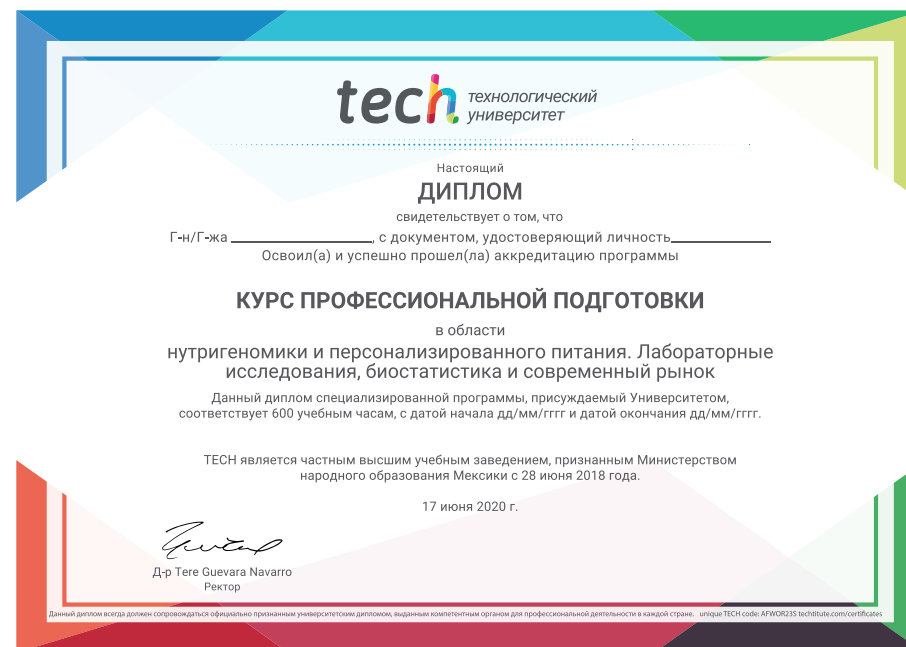 tech технологический
университет
Настоящий
ДИПЛОМ
свидетельствует о том, что
Г-н/Г-жа ____________________, с документом, удостоверяющий личность______________
Освоил(а) и успешно прошел(ла) аккредитацию программы
КУРС ПРОФЕССИОНАЛЬНОЙ ПОДГОТОВКИ
в области
нутригеномики и персонализированного питания. Лабораторные
исследования, биостатистика и современный рынок
Данный диплом специализированной программы, присуждаемый Университетом,
соответствует 600 учебным часам, с датой начала дд/мм/гггг и датой окончания дд/мм/гггг.
TECH является частным высшим учебным заведением, признанным Министерством
народного образования Мексики с 28 июня 2018 года.
17 июня 2020 г.
Д-р Tere Guevara Navarro
Ректор
Данный диплом всегда должен сопровождаться официально признанным университетским дипломом, выданным компетентным органом для профессиональной деятельности в каждой стране. unique TECH code: AFWOR23S techtitute.com/certificates